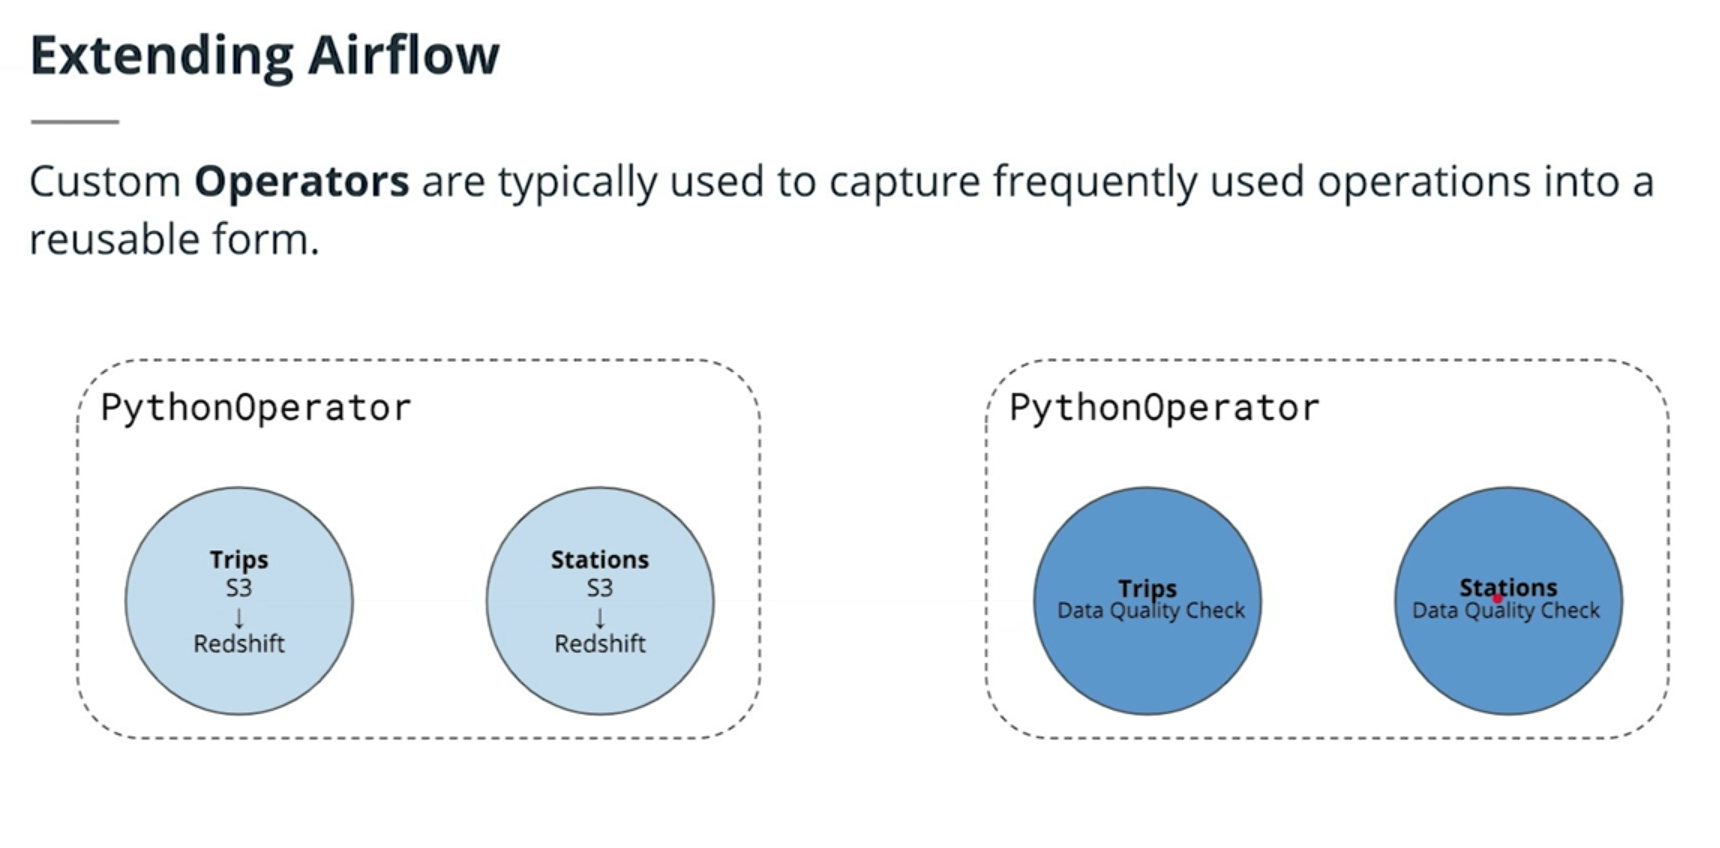 Extending Airflow
Custom Operators are typically used to capture frequently used operations into a
reusable form.
PythonOperator
Trips
S3
↓
Redshift
Stations
S3
↓
Redshift
PythonOperator
Trips
Data Quality Check
Stations
Data Quality Check